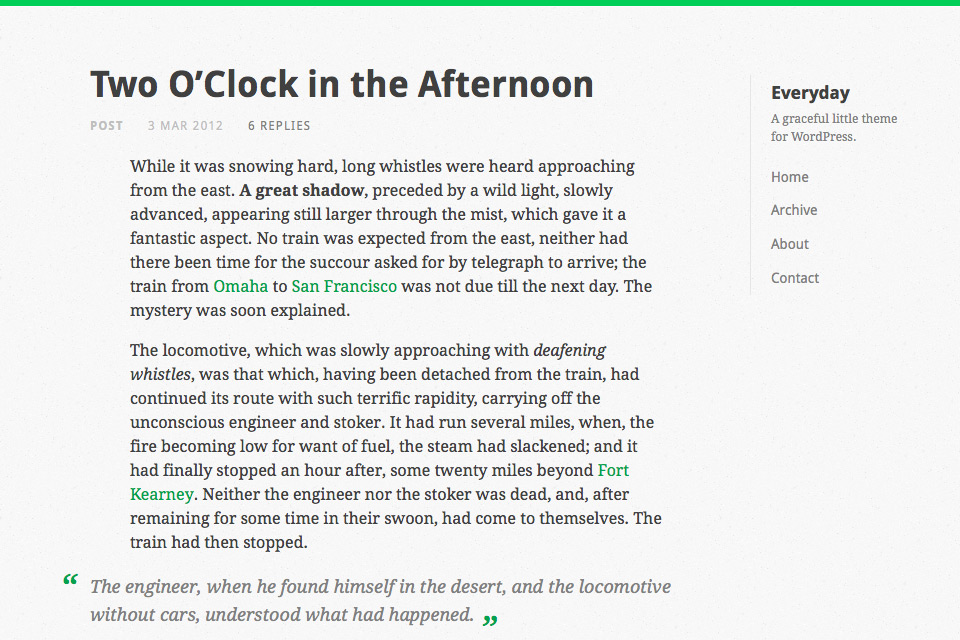 Two O’Clock in the Afternoon
POST 3 MAR 2012 6 REPLIES
While it was snowing hard, long whistles were heard approaching
from the east. A great shadow, preceded by a wild light, slowly
advanced, appearing still larger through the mist, which gave it a
fantastic aspect. No train was expected from the east, neither had
there been time for the succour asked for by telegraph to arrive; the
train from Omaha to San Francisco was not due till the next day. The
mystery was soon explained.
The locomotive, which was slowly approaching with deafening
whistles, was that which, having been detached from the train, had
continued its route with such terrific rapidity, carrying off the
unconscious engineer and stoker. It had run several miles, when, the
fire becoming low for want of fuel, the steam had slackened; and it
had finally stopped an hour after, some twenty miles beyond Fort
Kearney. Neither the engineer nor the stoker was dead, and, after
remaining for some time in their swoon, had come to themselves. The
train had then stopped.
“ The engineer, when he found himself in the desert, and the locomotive
without cars, understood what had happened. ”
Everyday
A graceful little theme
for WordPress.
Home
Archive
About
Contact